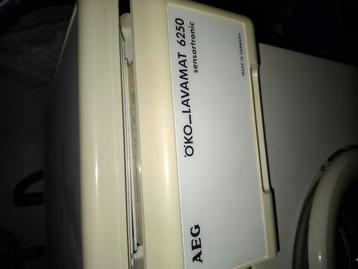 AEG
ÖKO_LAVAMAT 6250
sensortronic
MADE IN GERMANY